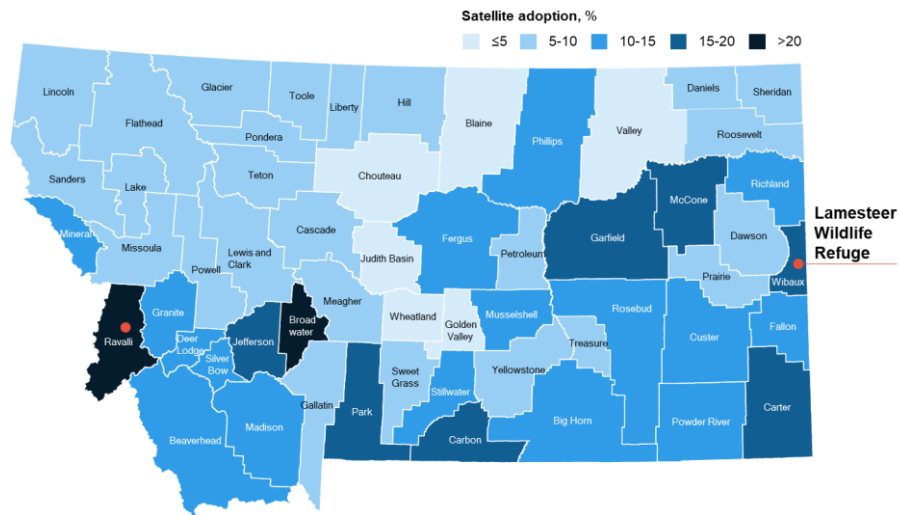 Satellite adoption, %
≤5
5-10
10-15
15-20
>20
Lincoln
Flathead
Glacier
Toole
Liberty
Hill
Blaine
Phillips
Valley
Daniels
Sheridan
Roosevelt
Pondera
Teton
Chouteau
Sanders
Lake
Mineral
Missoula
Powell
Lewis and
Clark
Cascade
Judith Basin
Fergus
Petroleum
Garfield
McCone
Richland
Dawson
Prairie
Wibaux
Lamesteer
Wildlife
Refuge
Ravalli
Granite
Deer
Lodge
Silver
Bow
Jefferson
Broad
water
Meagher
Wheatland
Golden
Valley
Musselshell
Treasure
Rosebud
Custer
Fallon
Beaverhead
Madison
Gallatin
Park
Sweet
Grass
Stillwater
Carbon
Yellowstone
Big Horn
Powder River
Carter